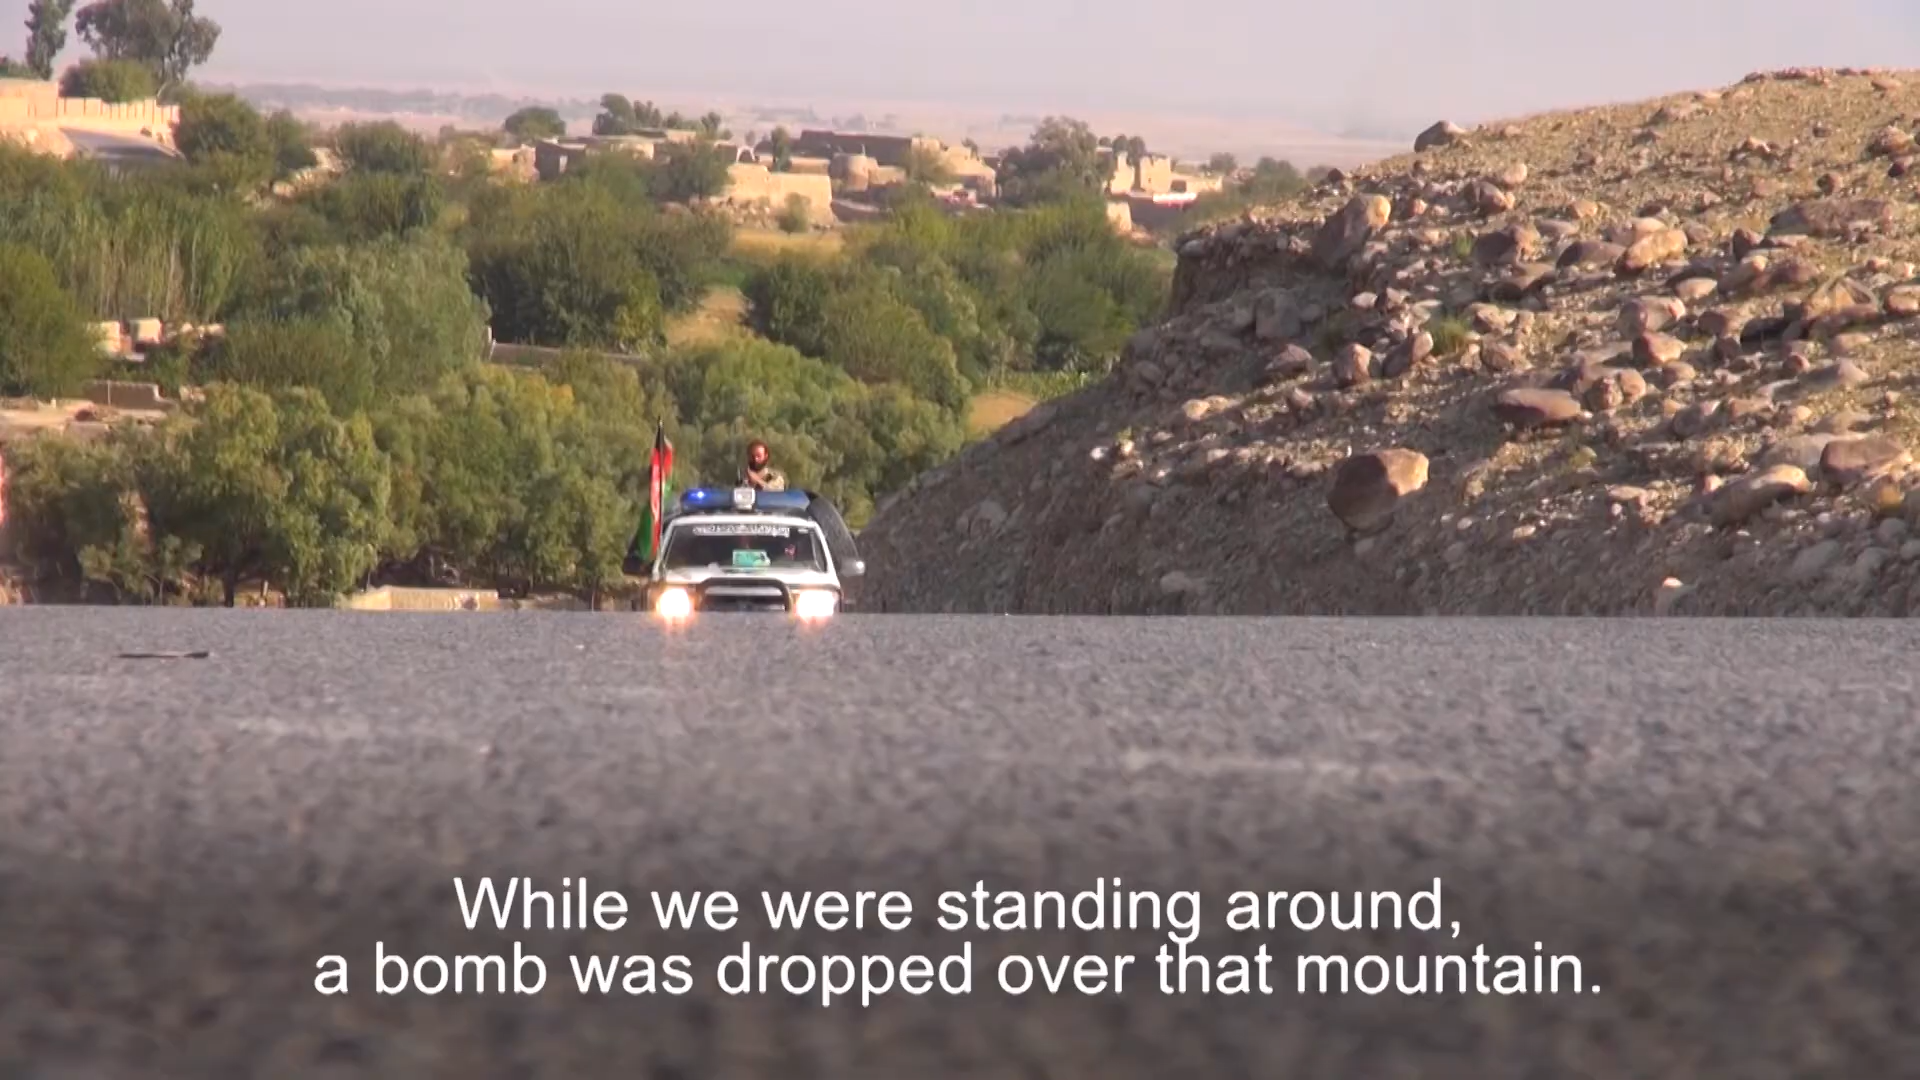 While we were standing around,
a bomb was dropped over that mountain.